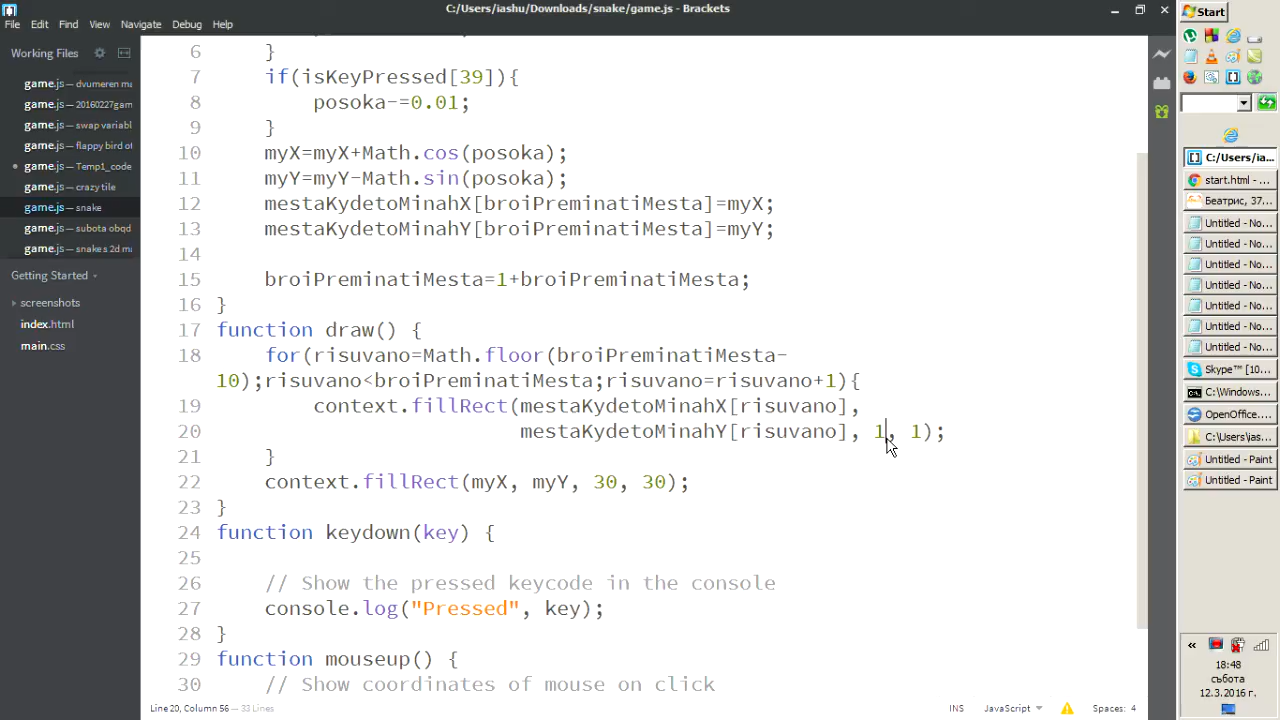 C:/Users/iashu/Downloads/snake/game.js - Brackets
File Edit Find View Navigate Debug Help
Working Files
game.js — dvumeren ma
game.js — 20160227gam
game.js — swap variabl
game.js — flappy bird ot
game.js — Temp1_code
game.js — crazy tile
game.js — snake
game.js — subota obqd
game.js — snake s 2d m
Getting Started
screenshots
index.html
main.css
6 }
7 if(isKeyPressed[39]){
8 posoka-=0.01;
9 }
10 myX=myX+Math.cos(posoka);
11 myY=myY-Math.sin(posoka);
12 mestaKydetoMinahX[broiPreminatiMesta]=myX;
13 mestaKydetoMinahY[broiPreminatiMesta]=myY;
14
15 broiPreminatiMesta=1+broiPreminatiMesta;
16 }
17 function draw() {
18 for(risuvano=Math.floor(broiPreminatiMesta-
10);risuvano<broiPreminatiMesta;risuvano=risuvano+1){
19 context.fillRect(mestaKydetoMinahX[risuvano],
20 mestaKydetoMinahY[risuvano], 1, 1);
21 }
22 context.fillRect(myX, myY, 30, 30);
23 }
24 function keydown(key) {
25
26 // Show the pressed keycode in the console
27 console.log("Pressed", key);
28 }
29 function mouseup() {
30 // Show coordinates of mouse on click
Line 20, Column 56 — 33 Lines
INS JavaScript Spaces: 4
Start
C:/Users/ia...
start.html - ...
Беатрис, 37...
Untitled - No...
Untitled - No...
Untitled - No...
Untitled - No...
Untitled - No...
Untitled - No...
Untitled - No...
Skype™ [10...
C:\Windows...
OpenOffice....
C:\Users\ias...
Untitled - Paint
Untitled - Paint
18:48
събота
12.3.2016 г.